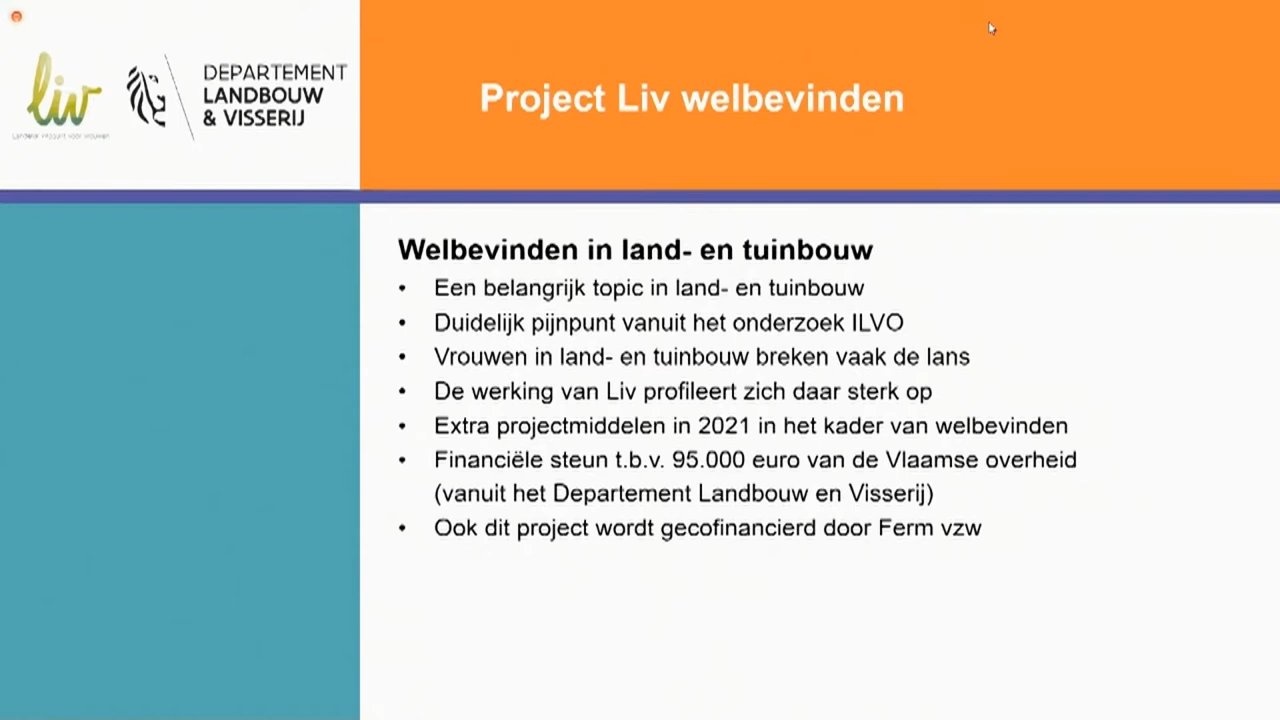 liv
DEPARTEMENT
LANDBOUW
& VISSERIJ
Project Liv welbevinden
Welbevinden in land- en tuinbouw
• Een belangrijk topic in land- en tuinbouw
• Duidelijk pijnpunt vanuit het onderzoek ILVO
• Vrouwen in land- en tuinbouw breken vaak de lans
• De werking van Liv profileert zich daar sterk op
• Extra projectmiddelen in 2021 in het kader van welbevinden
• Financiële steun t.b.v. 95.000 euro van de Vlaamse overheid
(vanuit het Departement Landbouw en Visserij)
• Ook dit project wordt gecofinancierd door Ferm vzw